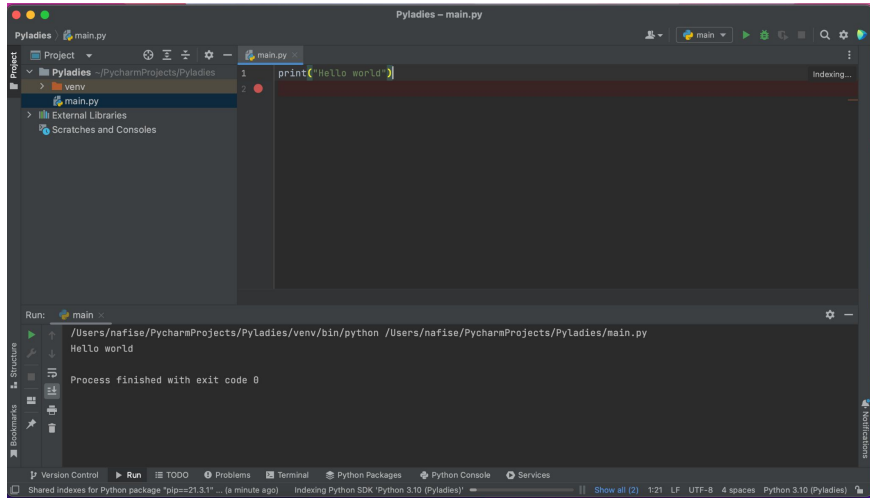 Pyladies – main.py
Pyladies main.py
main
Project
main.py
Pyladies ~/PycharmProjects/Pyladies
venv
main.py
External Libraries
Scratches and Consoles
1 print("Hello world")
2
Indexing...
Project
Run: main
/Users/nafise/PycharmProjects/Pyladies/venv/bin/python /Users/nafise/PycharmProjects/Pyladies/main.py
Hello world
Process finished with exit code 0
Structure
Bookmarks
Notifications
Version Control Run TODO Problems Terminal Python Packages Python Console Services
Shared indexes for Python package "pip==21.3.1" ... (a minute ago) Indexing Python SDK 'Python 3.10 (Pyladies)' Show all (2) 1:21 LF UTF-8 4 spaces Python 3.10 (Pyladies)